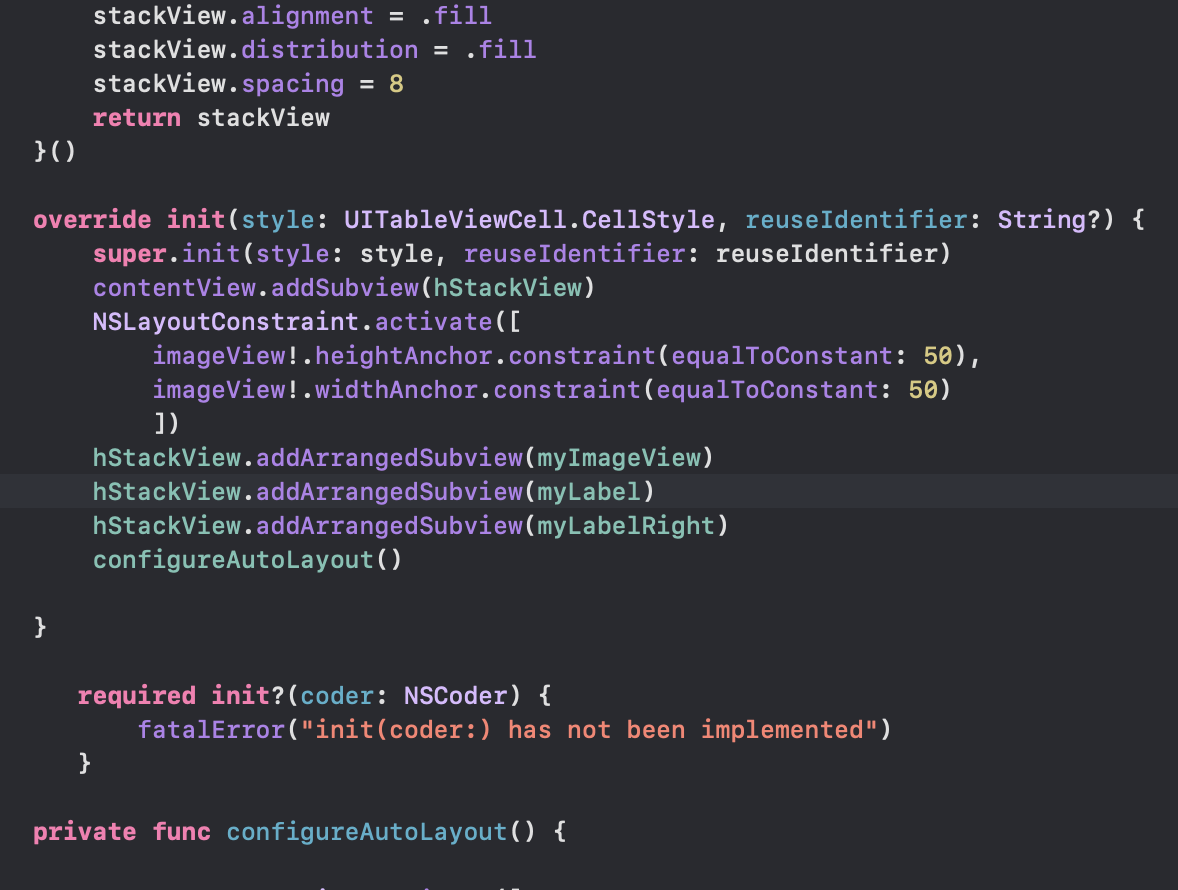 stackView.alignment = .fill
stackView.distribution = .fill
stackView.spacing = 8
return stackView
}()
override init(style: UITableViewCell.CellStyle, reuseIdentifier: String?) {
super.init(style: style, reuseIdentifier: reuseIdentifier)
contentView.addSubview(hStackView)
NSLayoutConstraint.activate([
imageView!.heightAnchor.constraint(equalToConstant: 50),
imageView!.widthAnchor.constraint(equalToConstant: 50)
])
hStackView.addArrangedSubview(myImageView)
hStackView.addArrangedSubview(myLabel)
hStackView.addArrangedSubview(myLabelRight)
configureAutoLayout()
}
required init?(coder: NSCoder) {
fatalError("init(coder:) has not been implemented")
}
private func configureAutoLayout() {